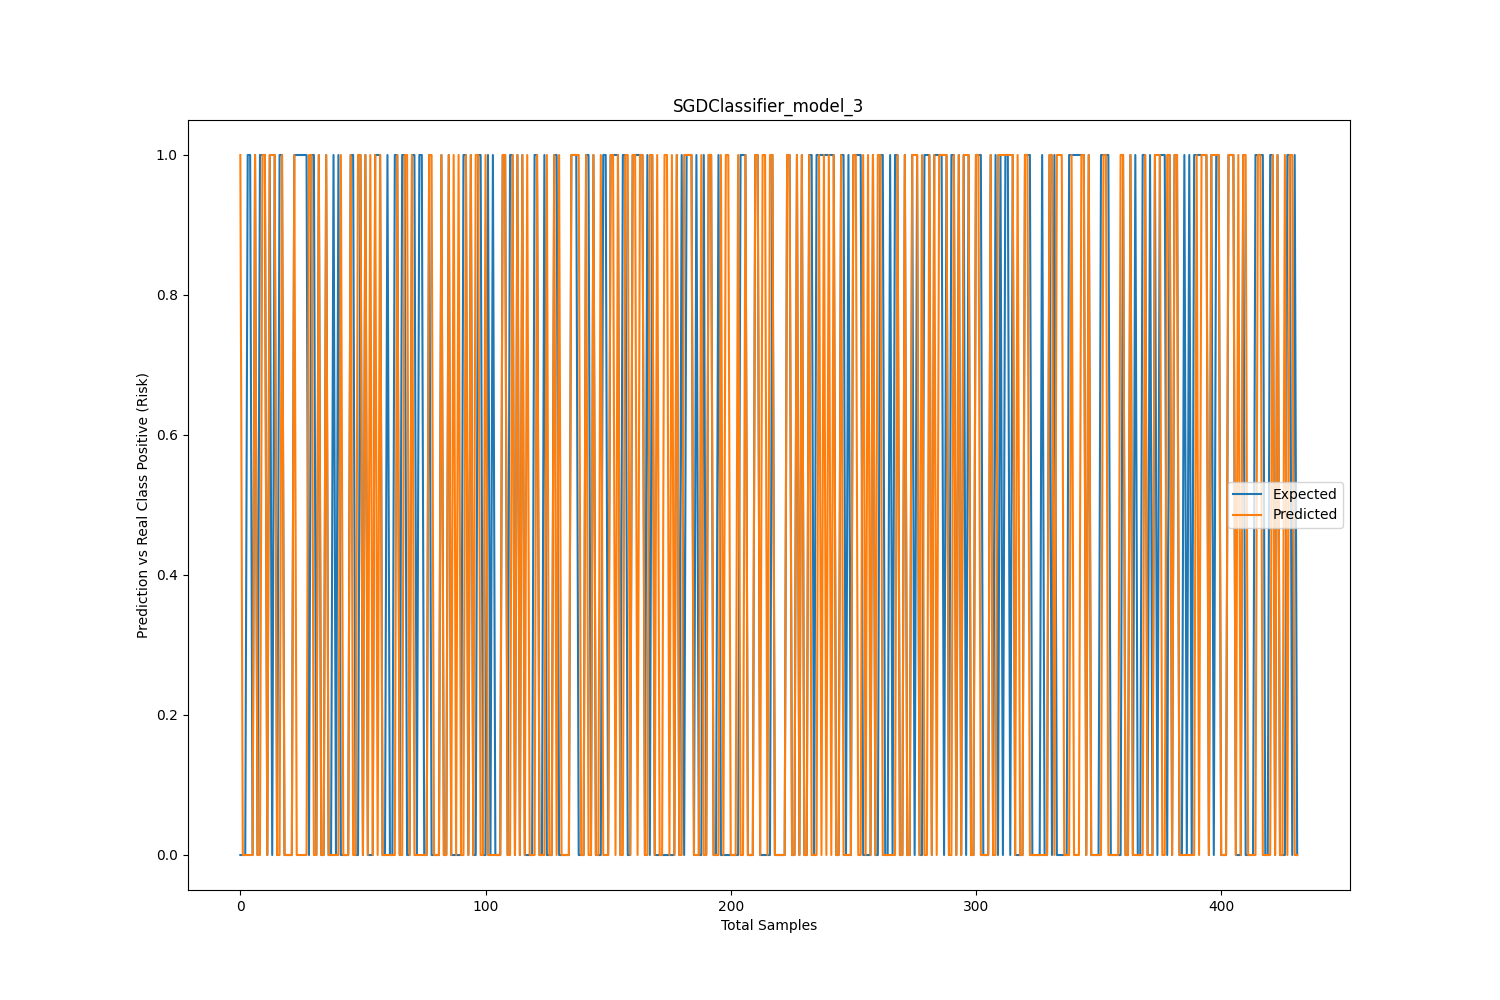 SGDClassifier_model_3
Prediction vs Real Class Positive (Risk)
1.0
0.8
0.6
0.4
0.2
0.0
Expected
Predicted
0 100 200 300 400
Total Samples